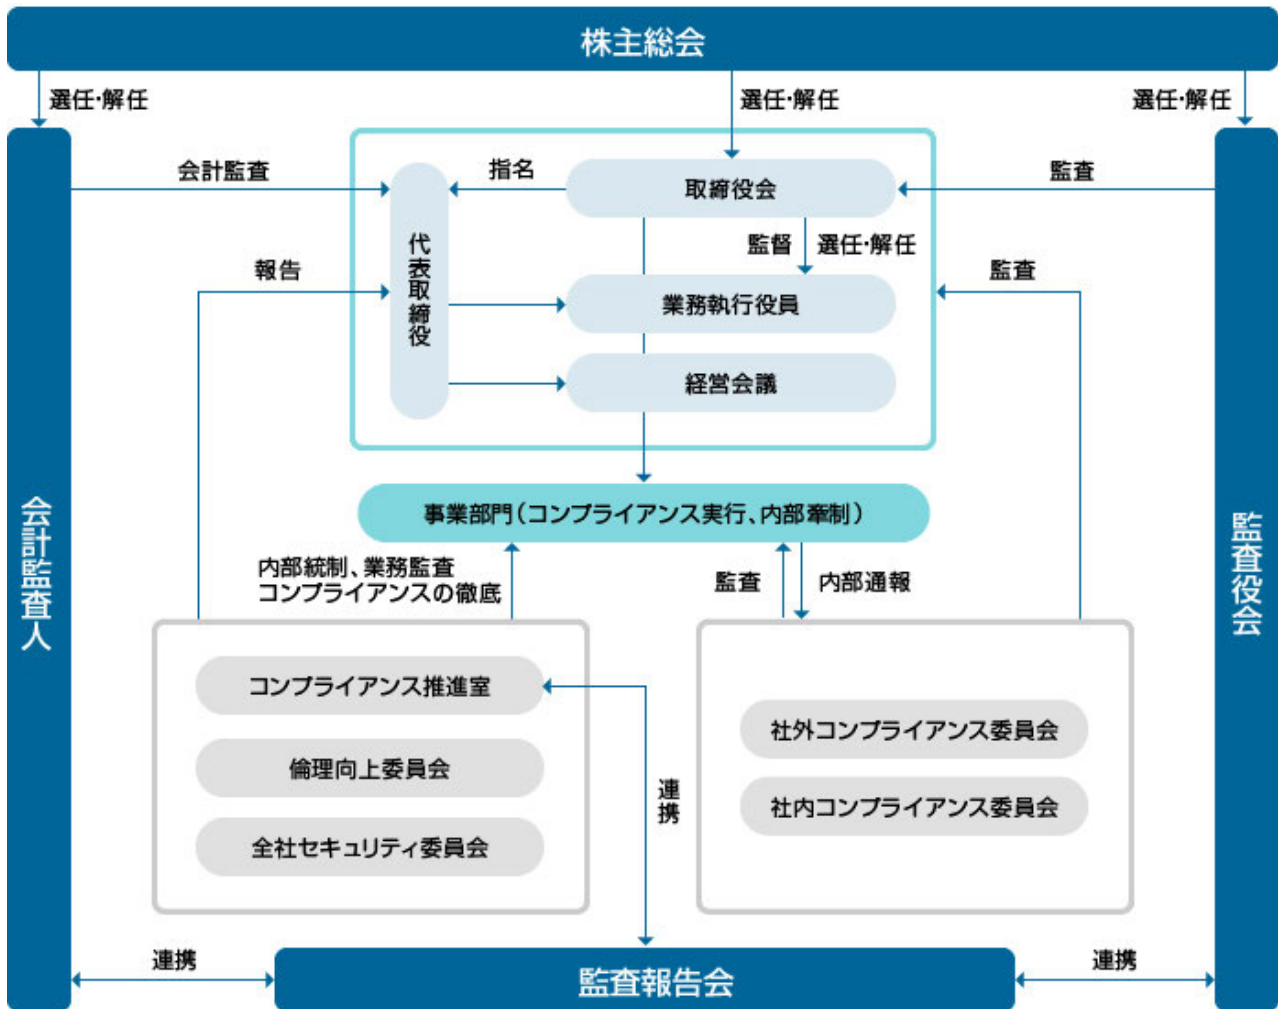 株主総会
選任・解任
選任・解任
選任・解任
会計監査
指名
取締役会
監査
代表取締役
監督
選任・解任
報告
監査
業務執行役員
経営会議
事業部門(コンプライアンス実行、内部牽制)
会計監査人
監査役会
内部統制、業務監査
コンプライアンスの徹底
監査
内部通報
コンプライアンス推進室
倫理向上委員会
全社セキュリティ委員会
連携
社外コンプライアンス委員会
社内コンプライアンス委員会
連携
監査報告会
連携